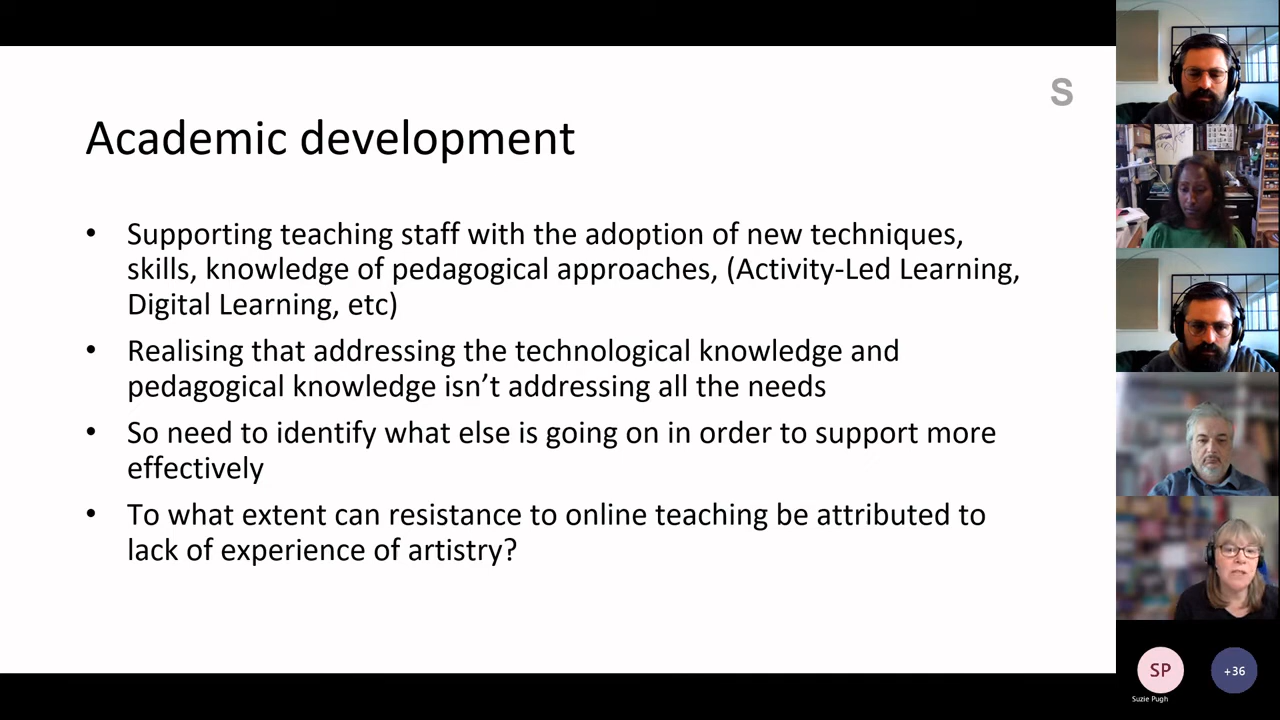 S
Academic development
• Supporting teaching staff with the adoption of new techniques,
skills, knowledge of pedagogical approaches, (Activity-Led Learning,
Digital Learning, etc)
• Realising that addressing the technological knowledge and
pedagogical knowledge isn’t addressing all the needs
• So need to identify what else is going on in order to support more
effectively
• To what extent can resistance to online teaching be attributed to
lack of experience of artistry?
SP
+36
Suzie Pugh